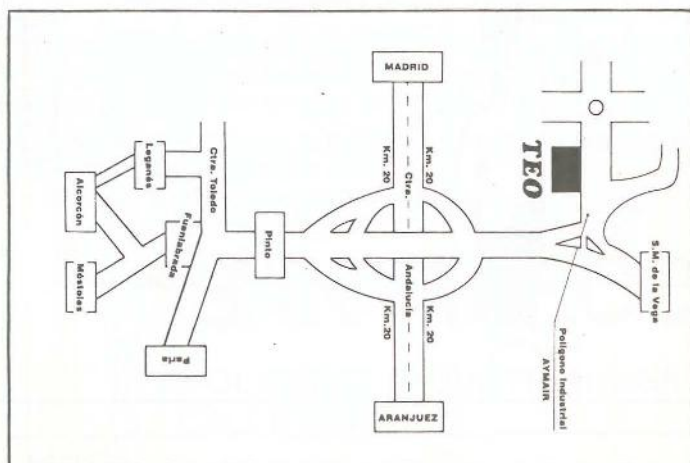 MADRID
Km. 20
Km. 20
Ctra.
Andalucía
Km. 20
Km. 20
ARANJUEZ
TEO
S.M. de la Vega
Polígono Industrial
AYMAIR
Pinto
Ctra. Toledo
Leganés
Alcorcón
Fuenlabrada
Móstoles
Parla